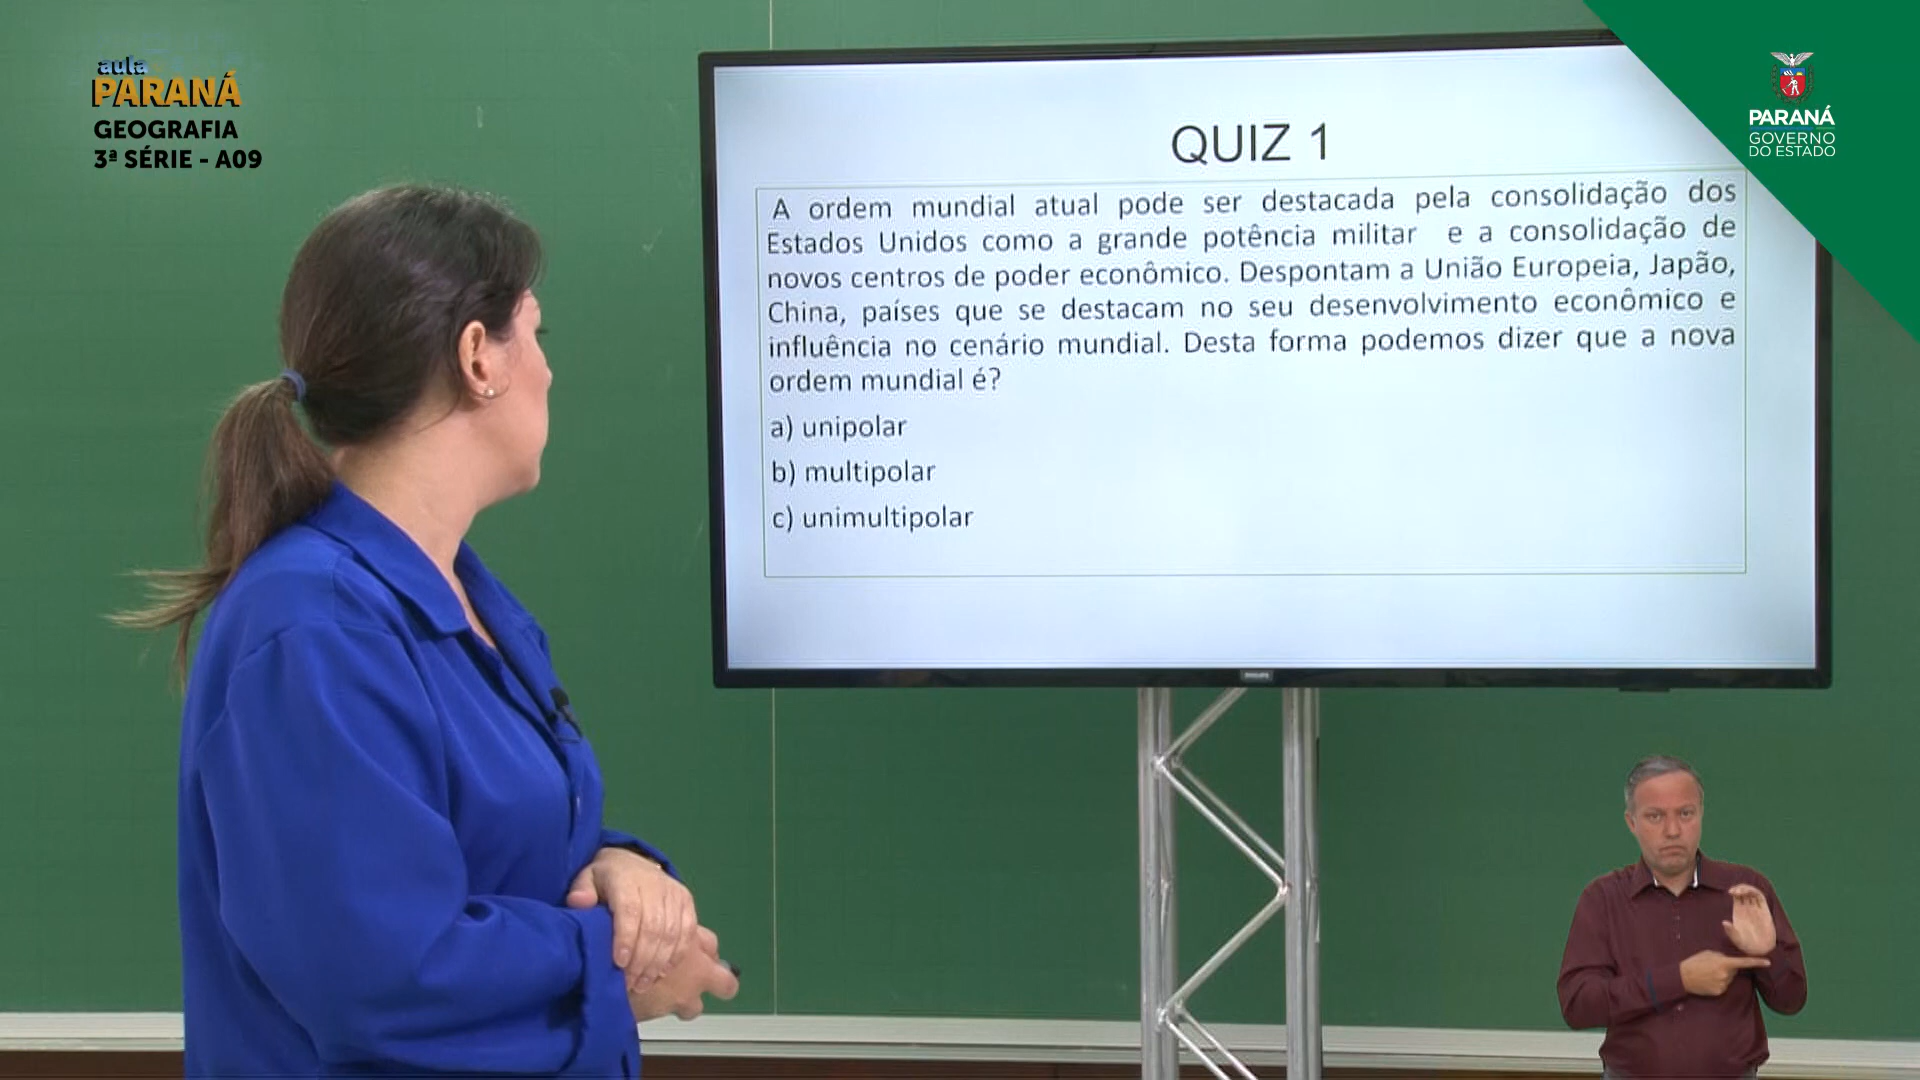 aula
PARANÁ
GEOGRAFIA
3ª SÉRIE - A09
PARANÁ
GOVERNO
DO ESTADO
QUIZ 1
A ordem mundial atual pode ser destacada pela consolidação dos
Estados Unidos como a grande potência militar e a consolidação de
novos centros de poder econômico. Despontam a União Europeia, Japão,
China, países que se destacam no seu desenvolvimento econômico e
influência no cenário mundial. Desta forma podemos dizer que a nova
ordem mundial é?
a) unipolar
b) multipolar
c) unimultipolar